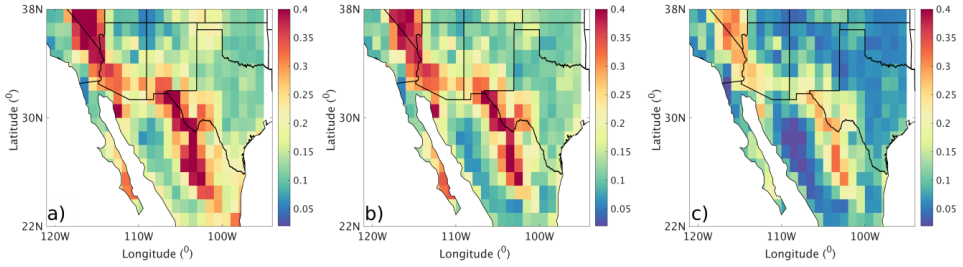 38N
30N
22N
Latitude (⁰)
120W 110W 100W
Longitude (⁰)
a)
0.4
0.35
0.3
0.25
0.2
0.15
0.1
0.05
38N
30N
22N
Latitude (⁰)
120W 110W 100W
Longitude (⁰)
b)
0.4
0.35
0.3
0.25
0.2
0.15
0.1
0.05
38N
30N
22N
Latitude (⁰)
120W 110W 100W
Longitude (⁰)
c)
0.4
0.35
0.3
0.25
0.2
0.15
0.1
0.05